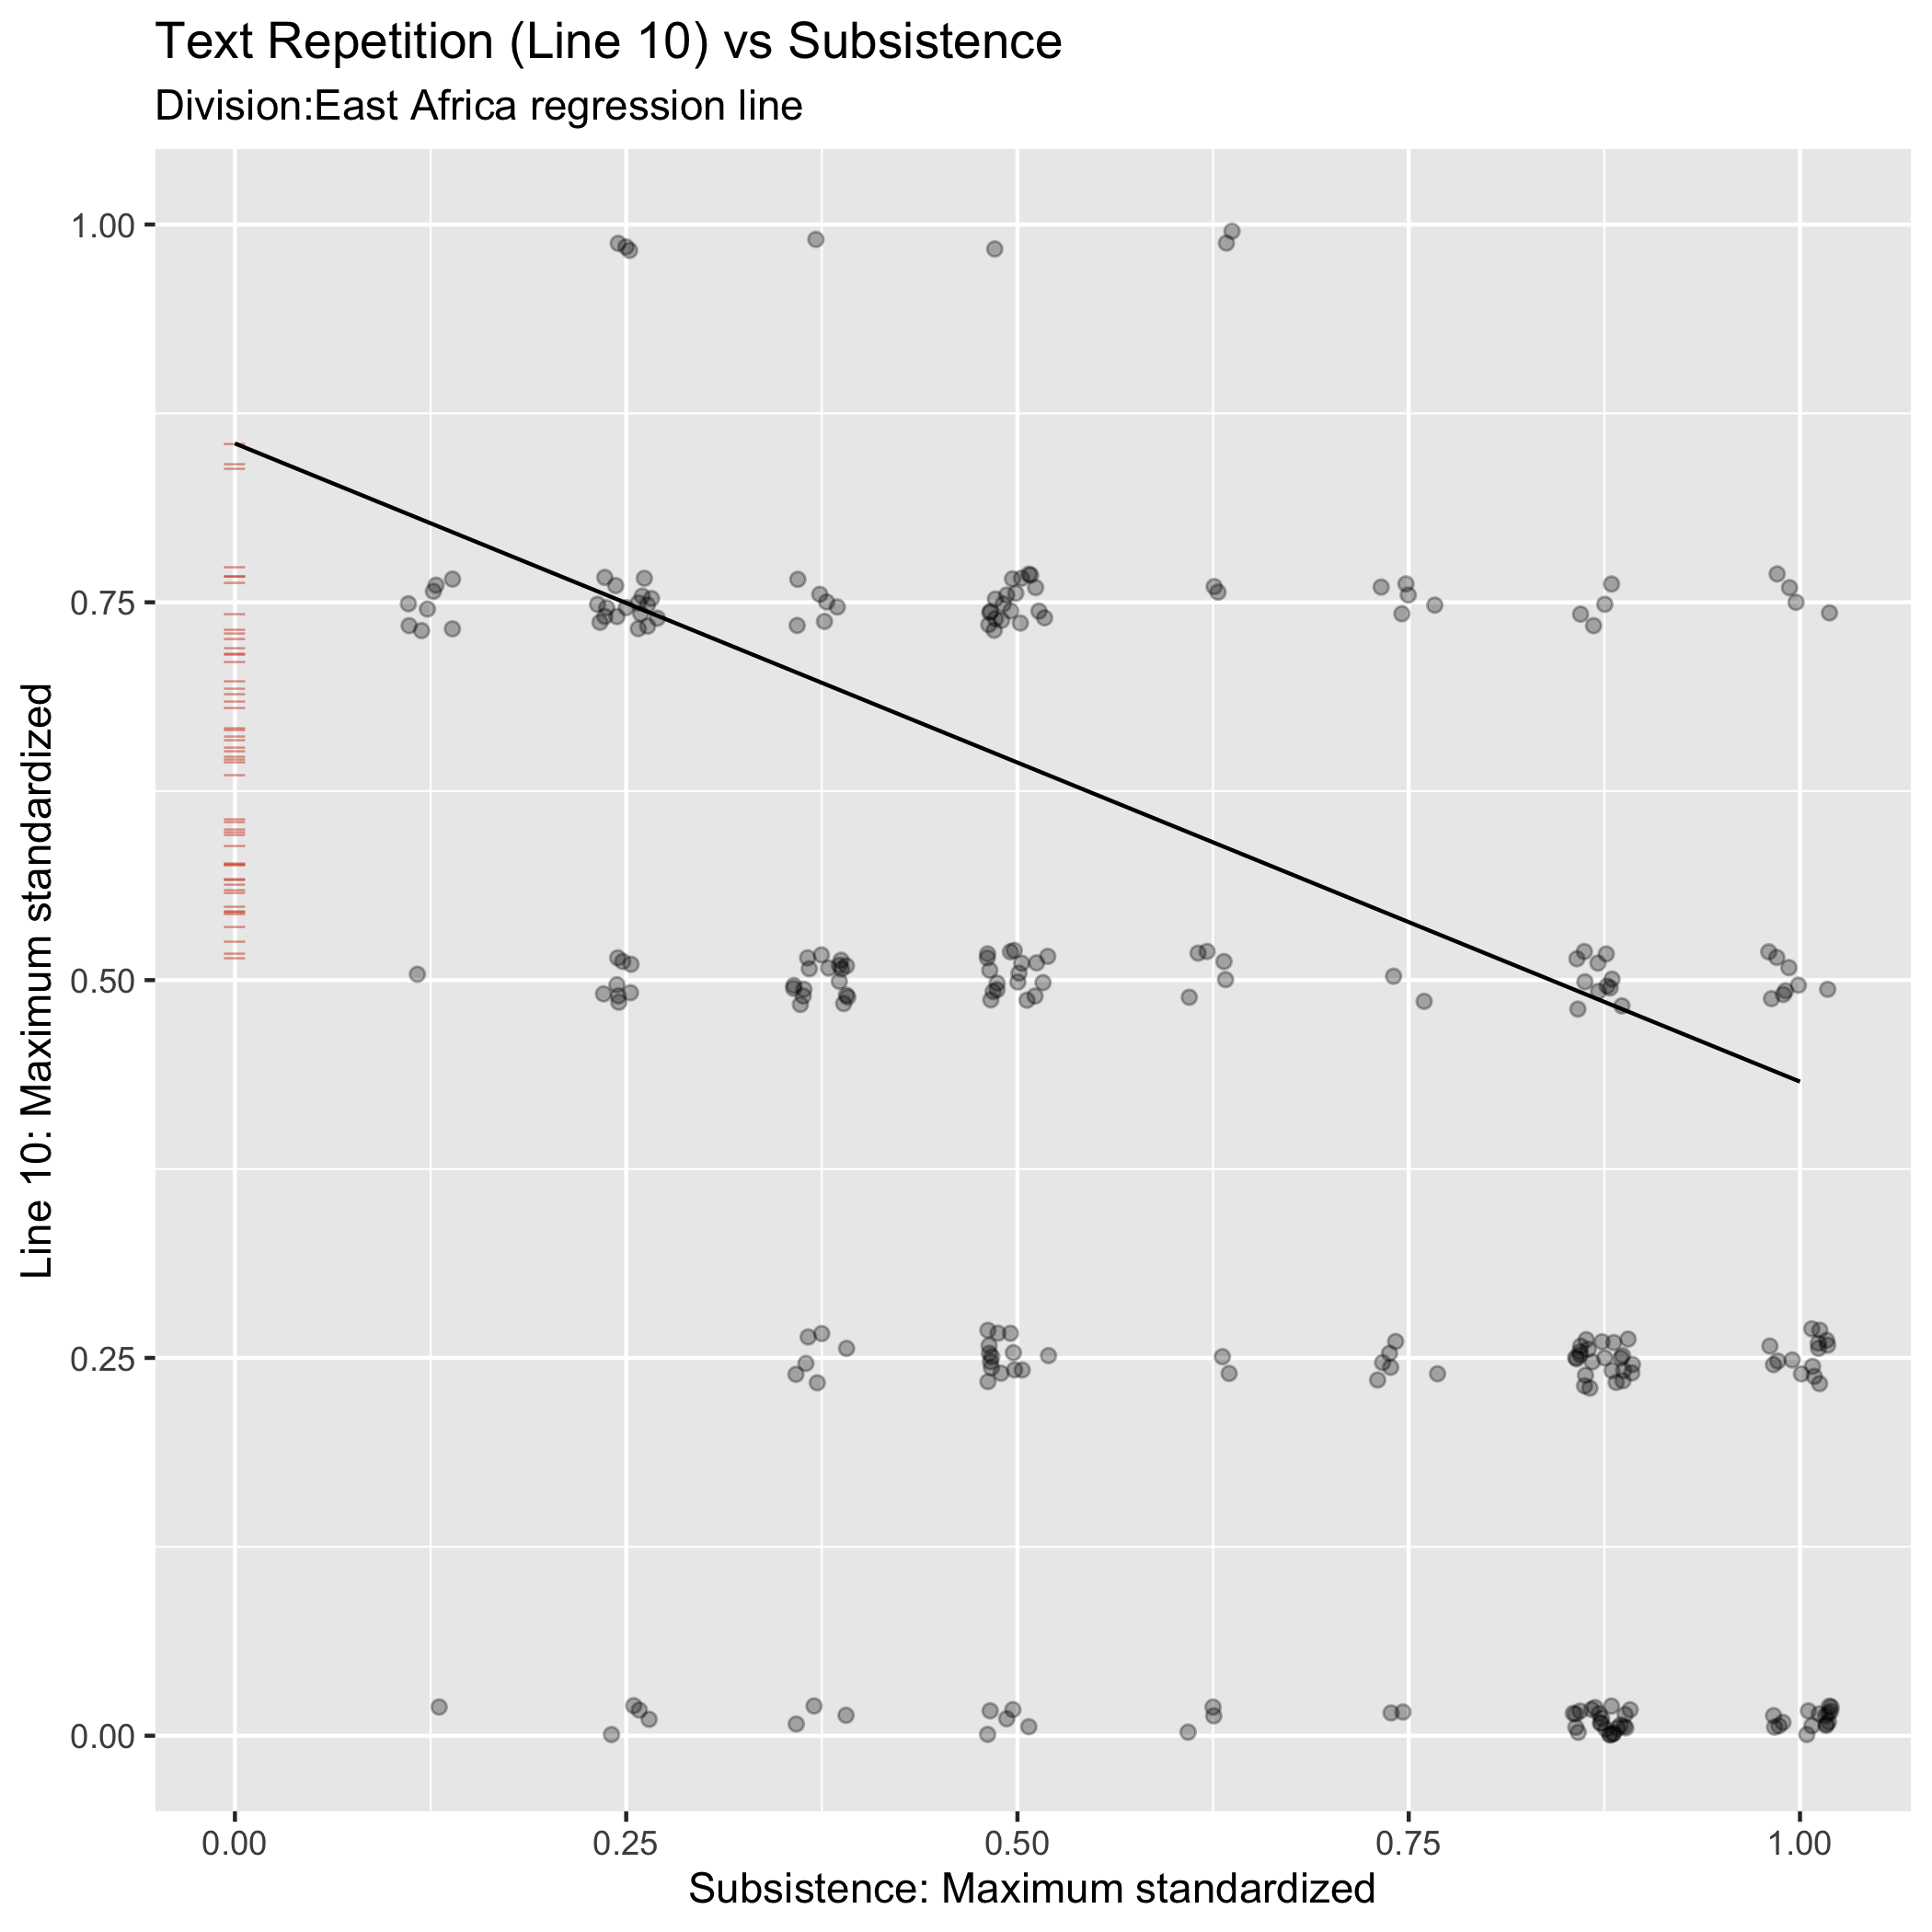 Text Repetition (Line 10) vs Subsistence
Division:East Africa regression line
Line 10: Maximum standardized
1.00
0.75
0.50
0.25
0.00
0.00 0.25 0.50 0.75 1.00
Subsistence: Maximum standardized